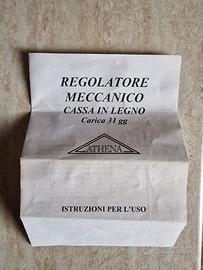 REGOLATORE
MECCANICO
CASSA IN LEGNO
Carica 31 gg
ATHENA
ISTRUZIONI PER L'USO